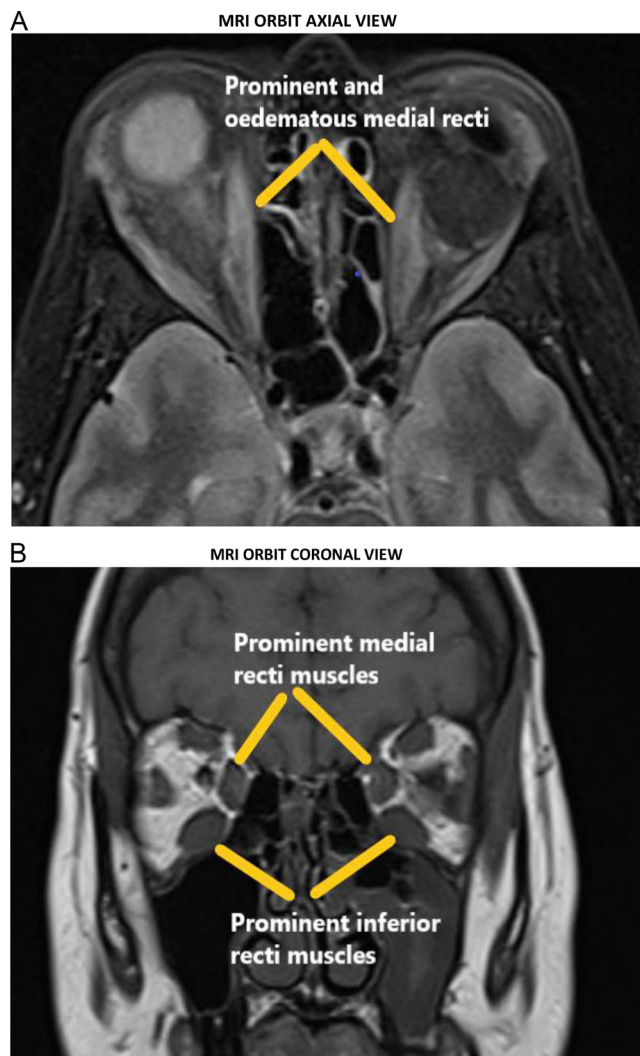 A
MRI ORBIT AXIAL VIEW
Prominent and
oedematous medial recti
B
MRI ORBIT CORONAL VIEW
Prominent medial
recti muscles
Prominent inferior
recti muscles